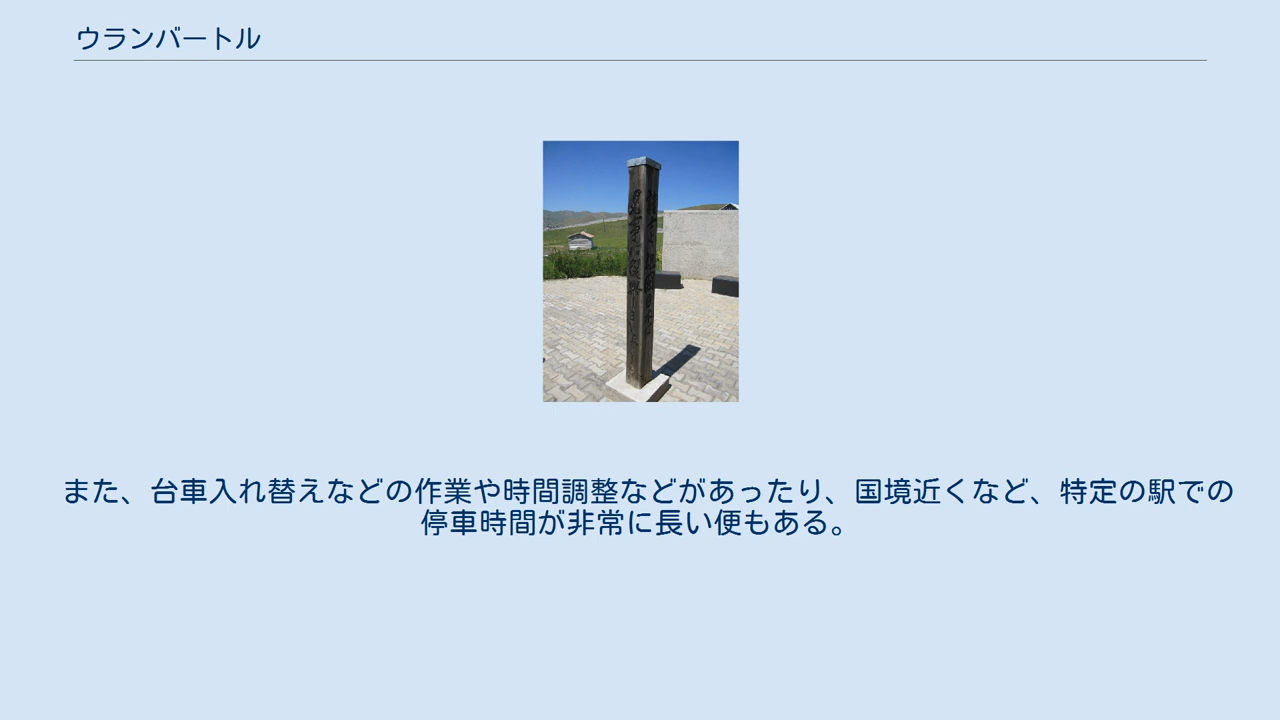 ウランバートル
また、台車入れ替えなどの作業や時間調整などがあったり、国境近くなど、特定の駅での
停車時間が非常に長い便もある。